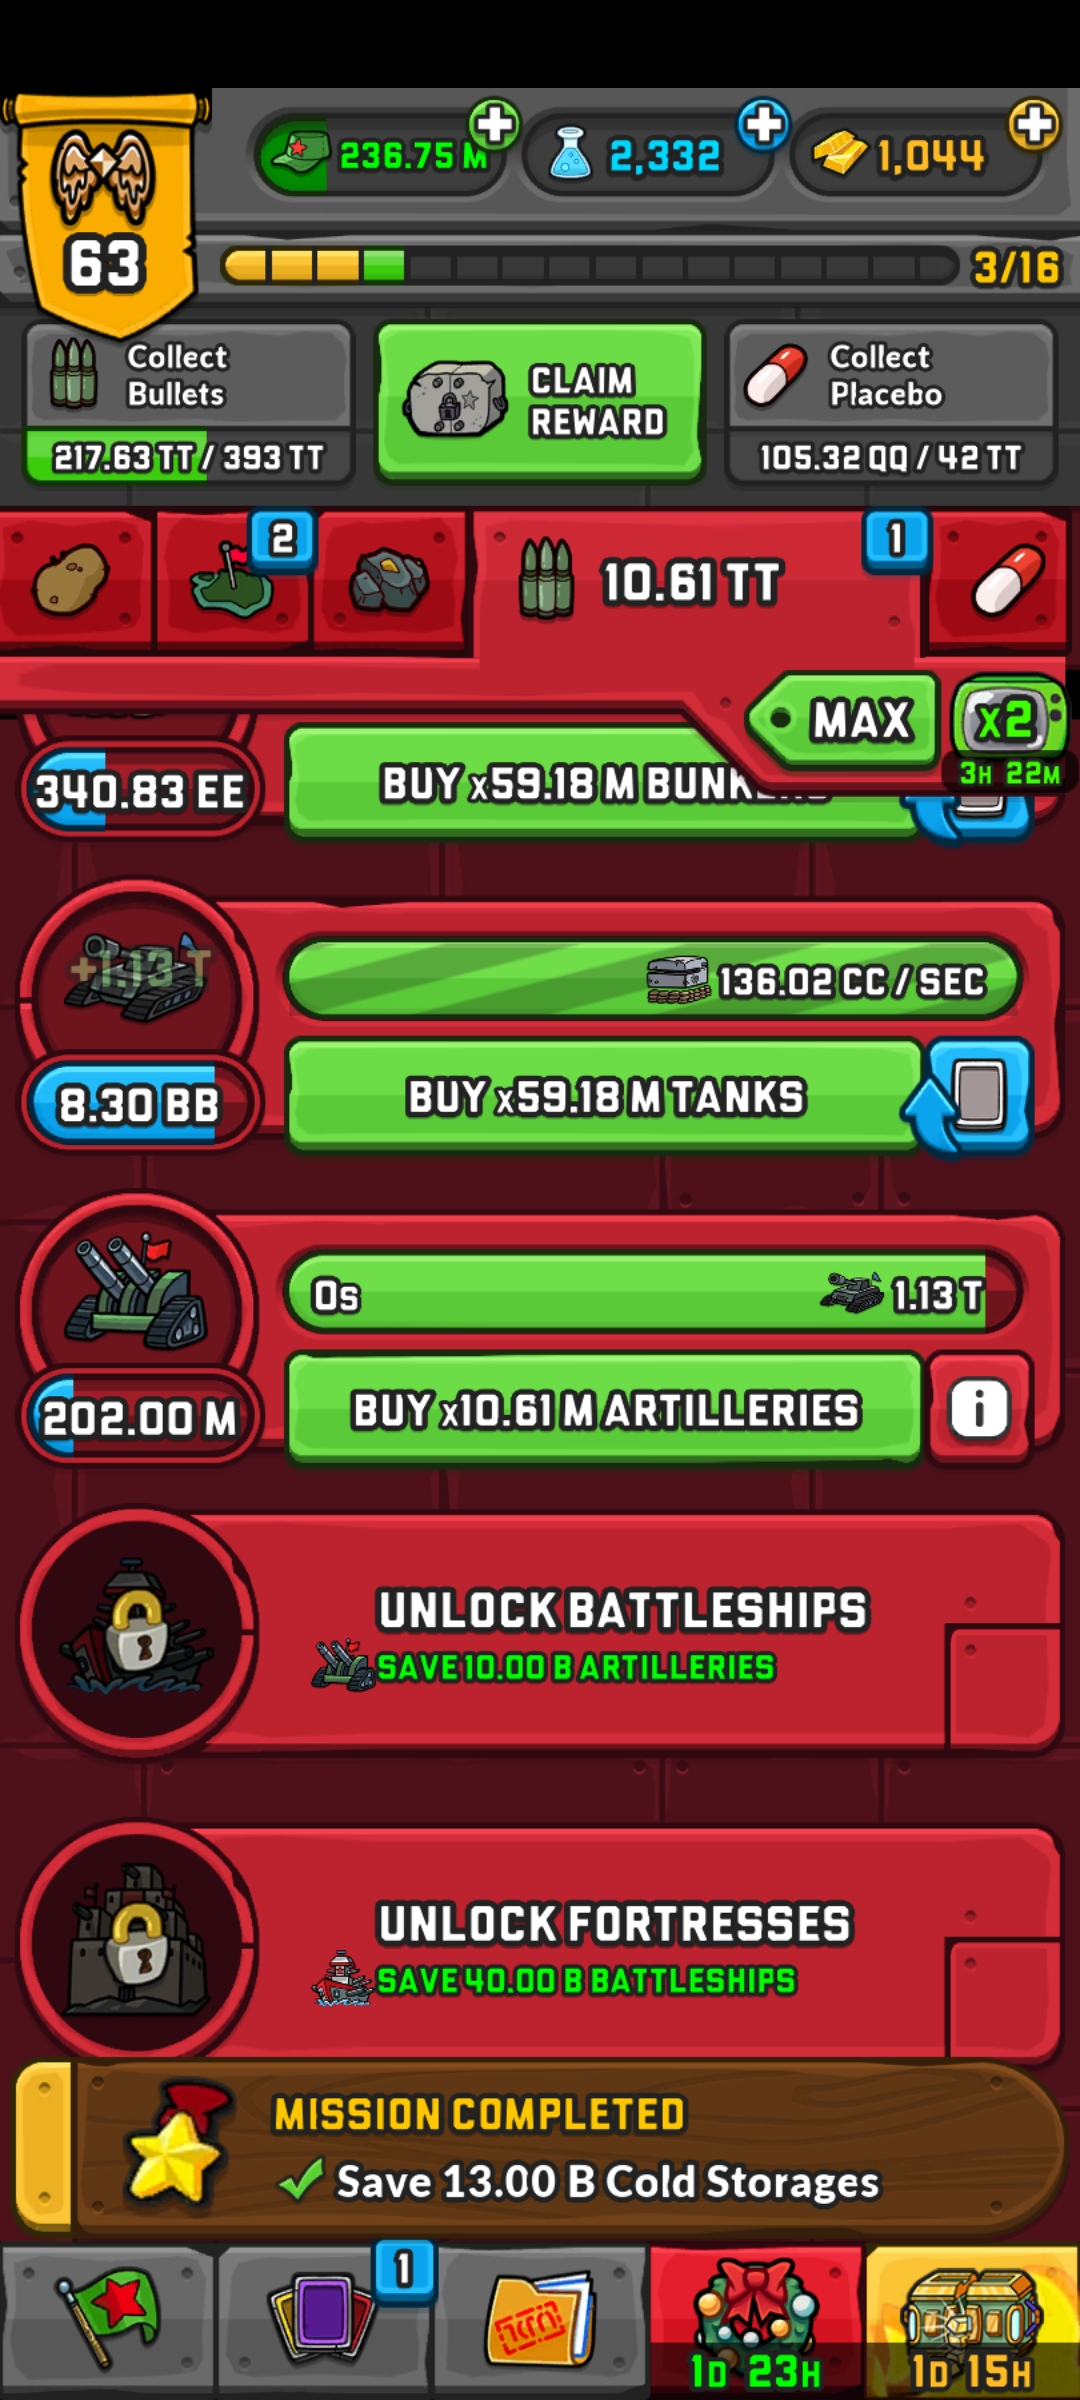 236.75 M
2,332
1,044
63
3/16
Collect
Bullets
217.63 TT / 393 TT
CLAIM
REWARD
Collect
Placebo
105.32 QQ / 42 TT
2
10.61 TT
1
MAX
x2
3H 22M
340.83 EE
BUY x59.18 M
+1.13 T
136.02 CC / SEC
8.30 BB
BUY x59.18 M TANKS
0s
1.13 T
202.00 M
BUY x10.61 M ARTILLERIES
i
UNLOCK BATTLESHIPS
SAVE 10.00 B ARTILLERIES
UNLOCK FORTRESSES
SAVE 40.00 B BATTLESHIPS
MISSION COMPLETED
Save 13.00 B Cold Storages
1
1D 23H
1D 15H